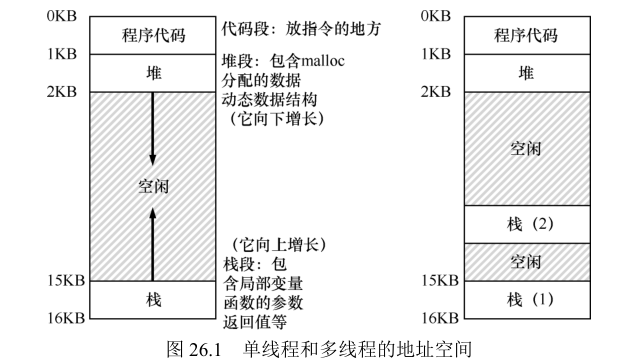 0KB
程序代码
代码段：放指令的地方
1KB
堆
堆段：包含malloc
分配的数据
动态数据结构
（它向下增长）
2KB
空闲
（它向上增长）
栈段：包
含局部变量
函数的参数
返回值等
15KB
栈
16KB
0KB
程序代码
1KB
堆
2KB
空闲
栈（2）
空闲
15KB
栈（1）
16KB
图 26.1 单线程和多线程的地址空间